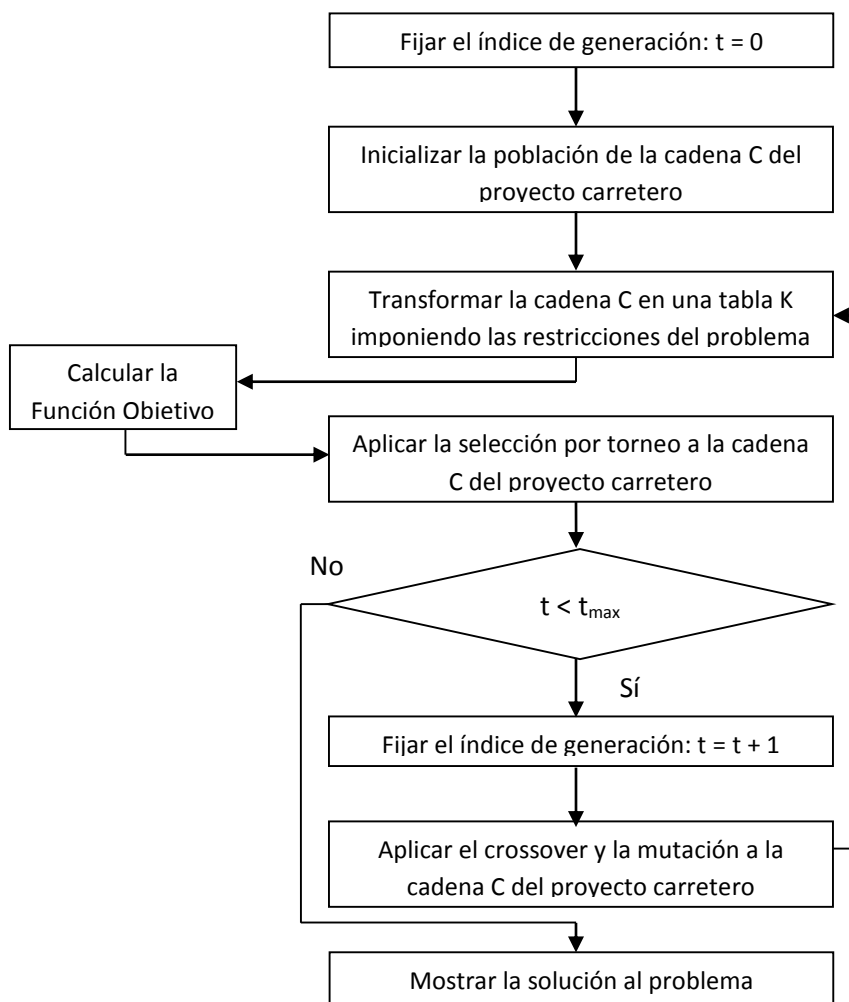 Fijar el índice de generación: t = 0
Inicializar la población de la cadena C del
proyecto carretero
Transformar la cadena C en una tabla K
imponiendo las restricciones del problema
Calcular la
Función Obietivo
Aplicar la selección por torneo a la cadena
C del proyecto carretero
No
t < tmax
Sí
Fijar el índice de generación: t = t + 1
Aplicar el crossover y la mutación a la
cadena C del proyecto carretero
Mostrar la solución al problema